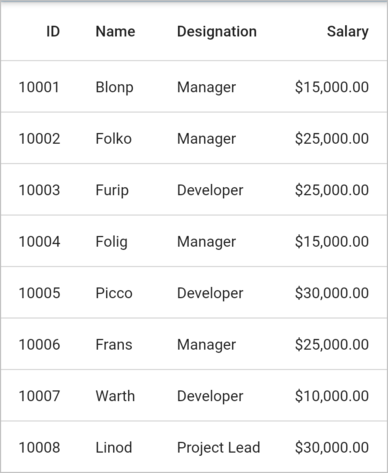 ID Name Designation Salary
10001 Blonp Manager $15,000.00
10002 Folko Manager $25,000.00
10003 Furip Developer $25,000.00
10004 Folig Manager $15,000.00
10005 Picco Developer $30,000.00
10006 Frans Manager $25,000.00
10007 Warth Developer $10,000.00
10008 Linod Project Lead $30,000.00